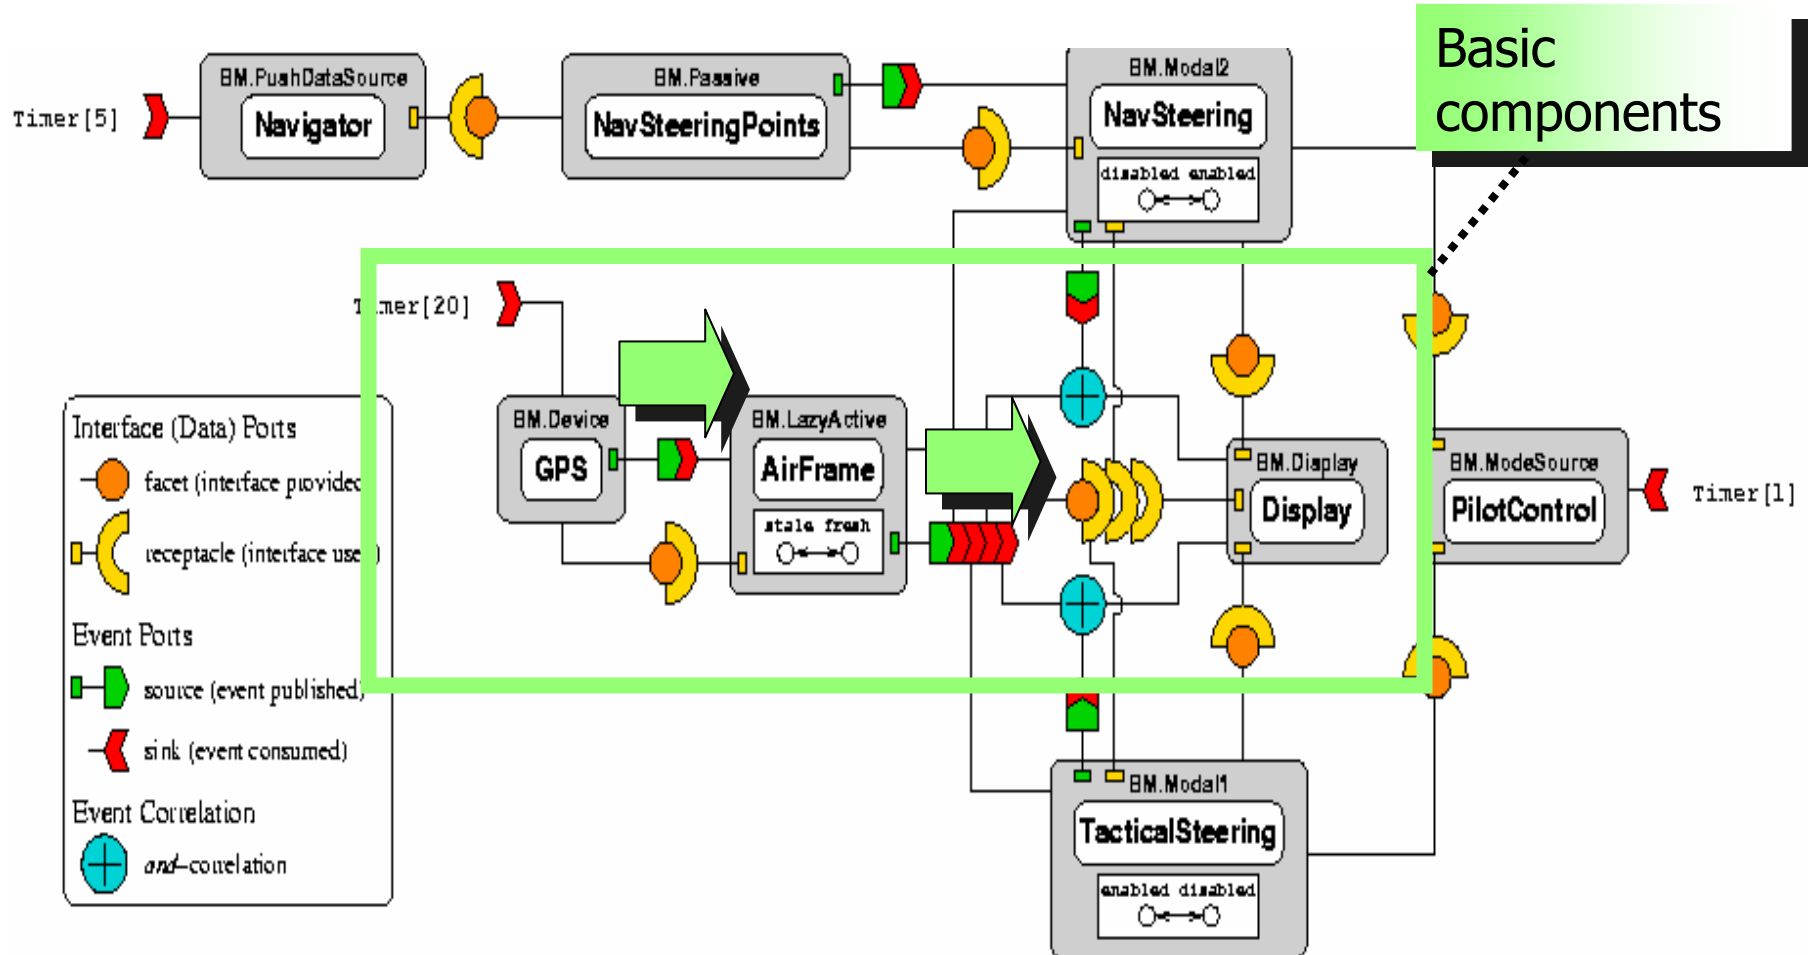 Basic
components
BM.PushDataSource
Navigator
Timer[5]
BM.Passive
NavSteeringPoints
BM.Modal2
NavSteering
disabled enabled
Timer[20]
BM.Device
GPS
BM.LazyActive
AirFrame
stale fresh
BM.Display
Display
BM.ModeSource
PilotControl
Timer[1]
Interface (Data) Ports
facet (interface provided
receptacle (interface used)
Event Ports
source (event published)
sink (event consumed)
Event Correlation
and-correlation
BM.Modal1
TacticalSteering
enabled disabled